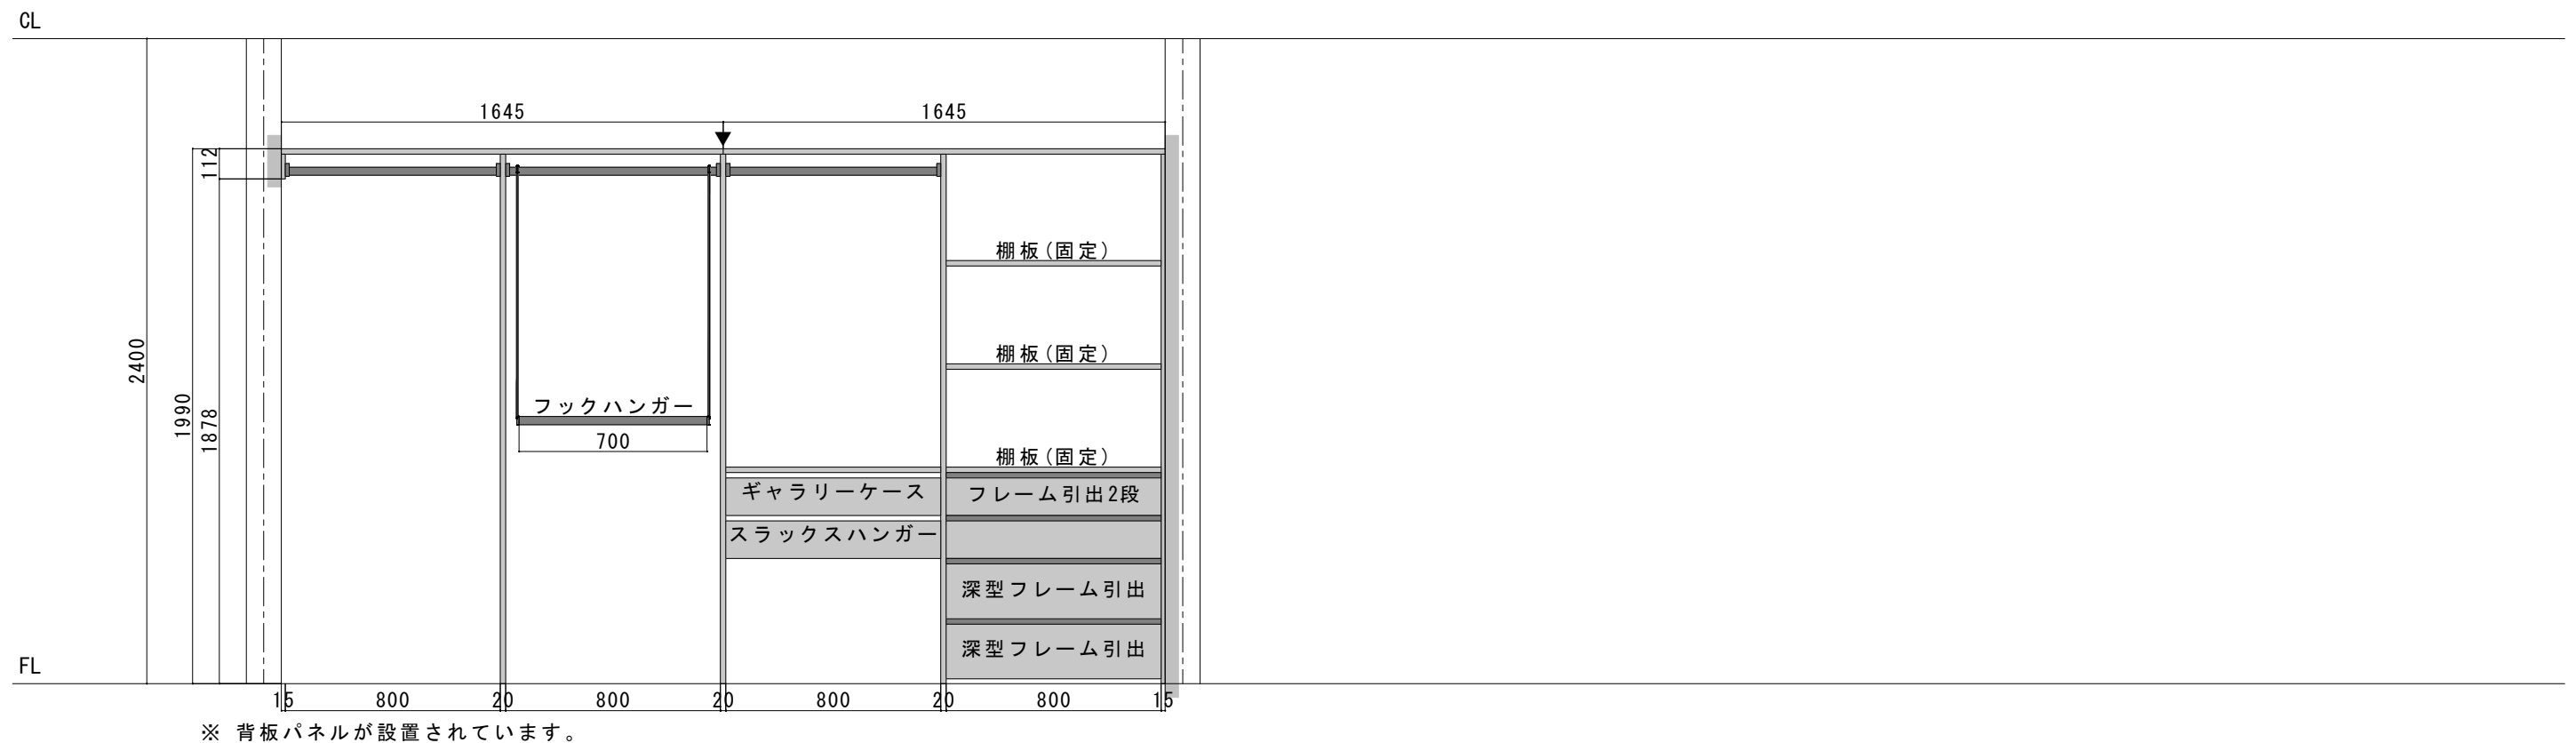 CL
1645
1645
112
棚板(固定)
棚板(固定)
2400
1990
1878
フックハンガー
700
棚板(固定)
ギャラリーケース
フレーム引出2段
スラックスハンガー
深型フレーム引出
深型フレーム引出
FL
15 800 20 800 20 800 20 800 15
※ 背板パネルが設置されています。